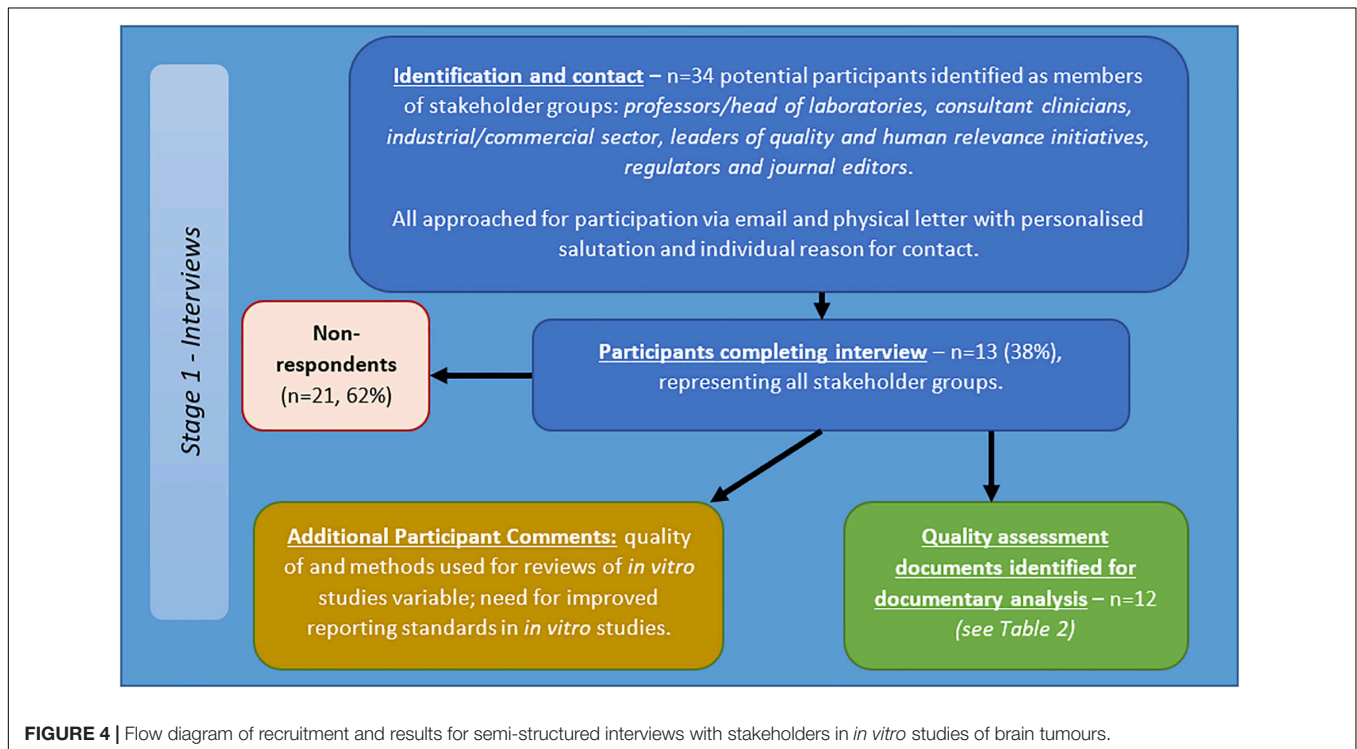 Stage 1 - Interviews
Identification and contact – n=34 potential participants identified as members
of stakeholder groups: professors/head of laboratories, consultant clinicians,
industrial/commercial sector, leaders of quality and human relevance initiatives,
regulators and journal editors.
All approached for participation via email and physical letter with personalised
salutation and individual reason for contact.
Non-
respondents
(n=21, 62%)
Participants completing interview – n=13 (38%),
representing all stakeholder groups.
Additional Participant Comments: quality
of and methods used for reviews of in vitro
studies variable; need for improved
reporting standards in in vitro studies.
Quality assessment
documents identified for
documentary analysis – n=12
(see Table 2)
FIGURE 4 | Flow diagram of recruitment and results for semi-structured interviews with stakeholders in in vitro studies of brain tumours.